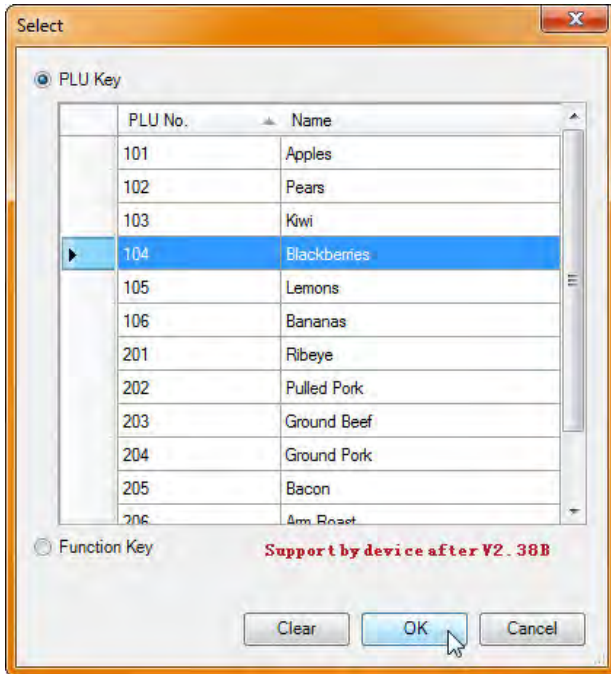 Select
PLU Key
PLU No. Name
101 Apples
102 Pears
103 Kiwi
104 Blackberries
105 Lemons
106 Bananas
201 Ribeye
202 Pulled Pork
203 Ground Beef
204 Ground Pork
205 Bacon
206 Arm Roast
Function Key Support by device after V2.38B
Clear OK Cancel